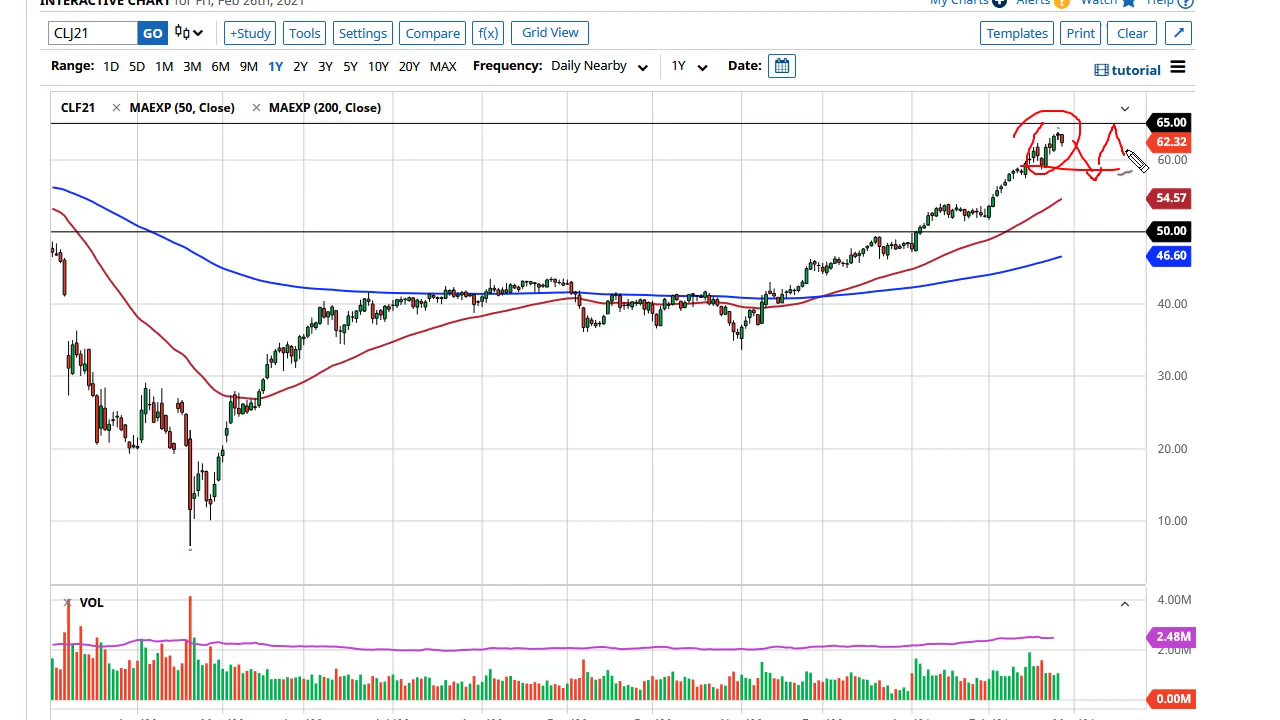 INTERACTIVE CHART for Fri, Feb 26th, 2021
My Charts Alerts Watch Help
CLJ21 GO +Study Tools Settings Compare f(x) Grid View Templates Print Clear
Range: 1D 5D 1M 3M 6M 9M 1Y 2Y 3Y 5Y 10Y 20Y MAX Frequency: Daily Nearby 1Y Date: tutorial
CLF21 × MAEXP (50, Close) × MAEXP (200, Close)
65.00
62.32
60.00
54.57
50.00
46.60
40.00
30.00
20.00
10.00
× VOL
4.00M
2.48M
2.00M
0.00M